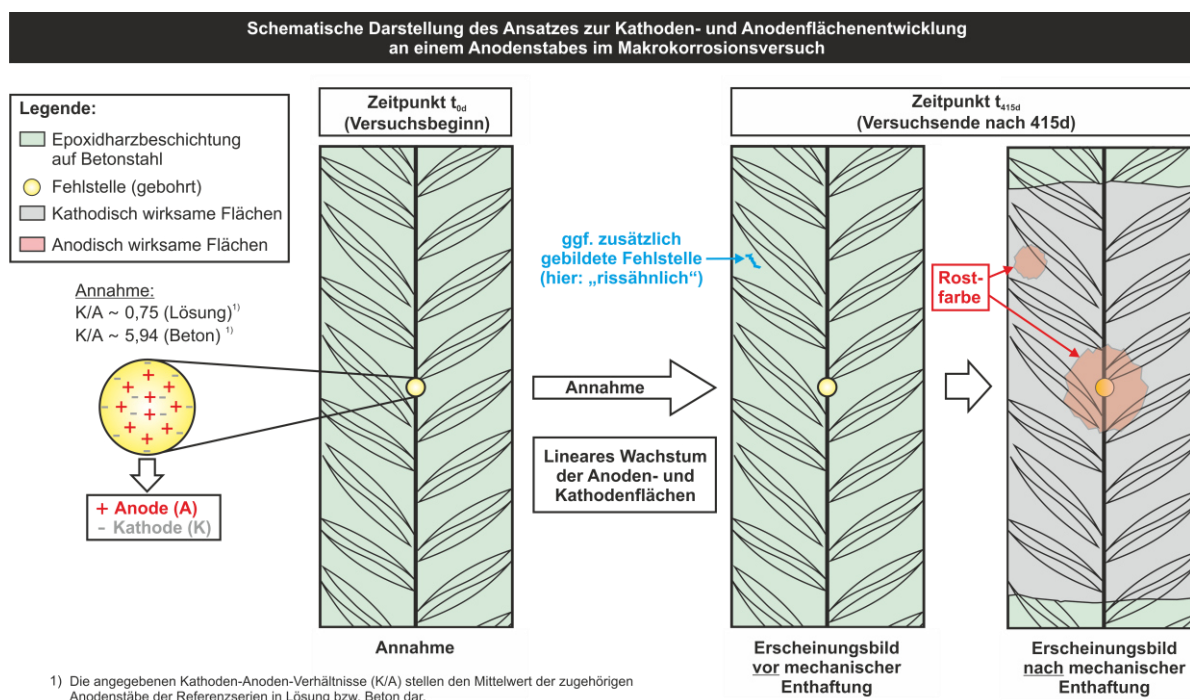 Schematische Darstellung des Ansatzes zur Kathoden- und Anodenflächenentwicklung
an einem Anodenstabes im Makrokorrosionsversuch
Legende:
Epoxidharzbeschichtung
auf Betonstahl
Fehlstelle (gebohrt)
Kathodisch wirksame Flächen
Anodisch wirksame Flächen
Annahme:
K/A ~ 0,75 (Lösung)¹⁾
K/A ~ 5,94 (Beton) ¹⁾
+ Anode (A)
- Kathode (K)
Zeitpunkt t0d
(Versuchsbeginn)
Annahme
ggf. zusätzlich
gebildete Fehlstelle
(hier: „rissähnlich“)
Annahme
Lineares Wachstum
der Anoden- und
Kathodenflächen
Zeitpunkt t415d
(Versuchsende nach 415d)
Rost-
farbe
Erscheinungsbild
vor mechanischer
Enthaftung
Erscheinungsbild
nach mechanischer
Enthaftung
1) Die angegebenen Kathoden-Anoden-Verhältnisse (K/A) stellen den Mittelwert der zugehörigen
Anodenstäbe der Referenzserien in Lösung bzw. Beton dar.